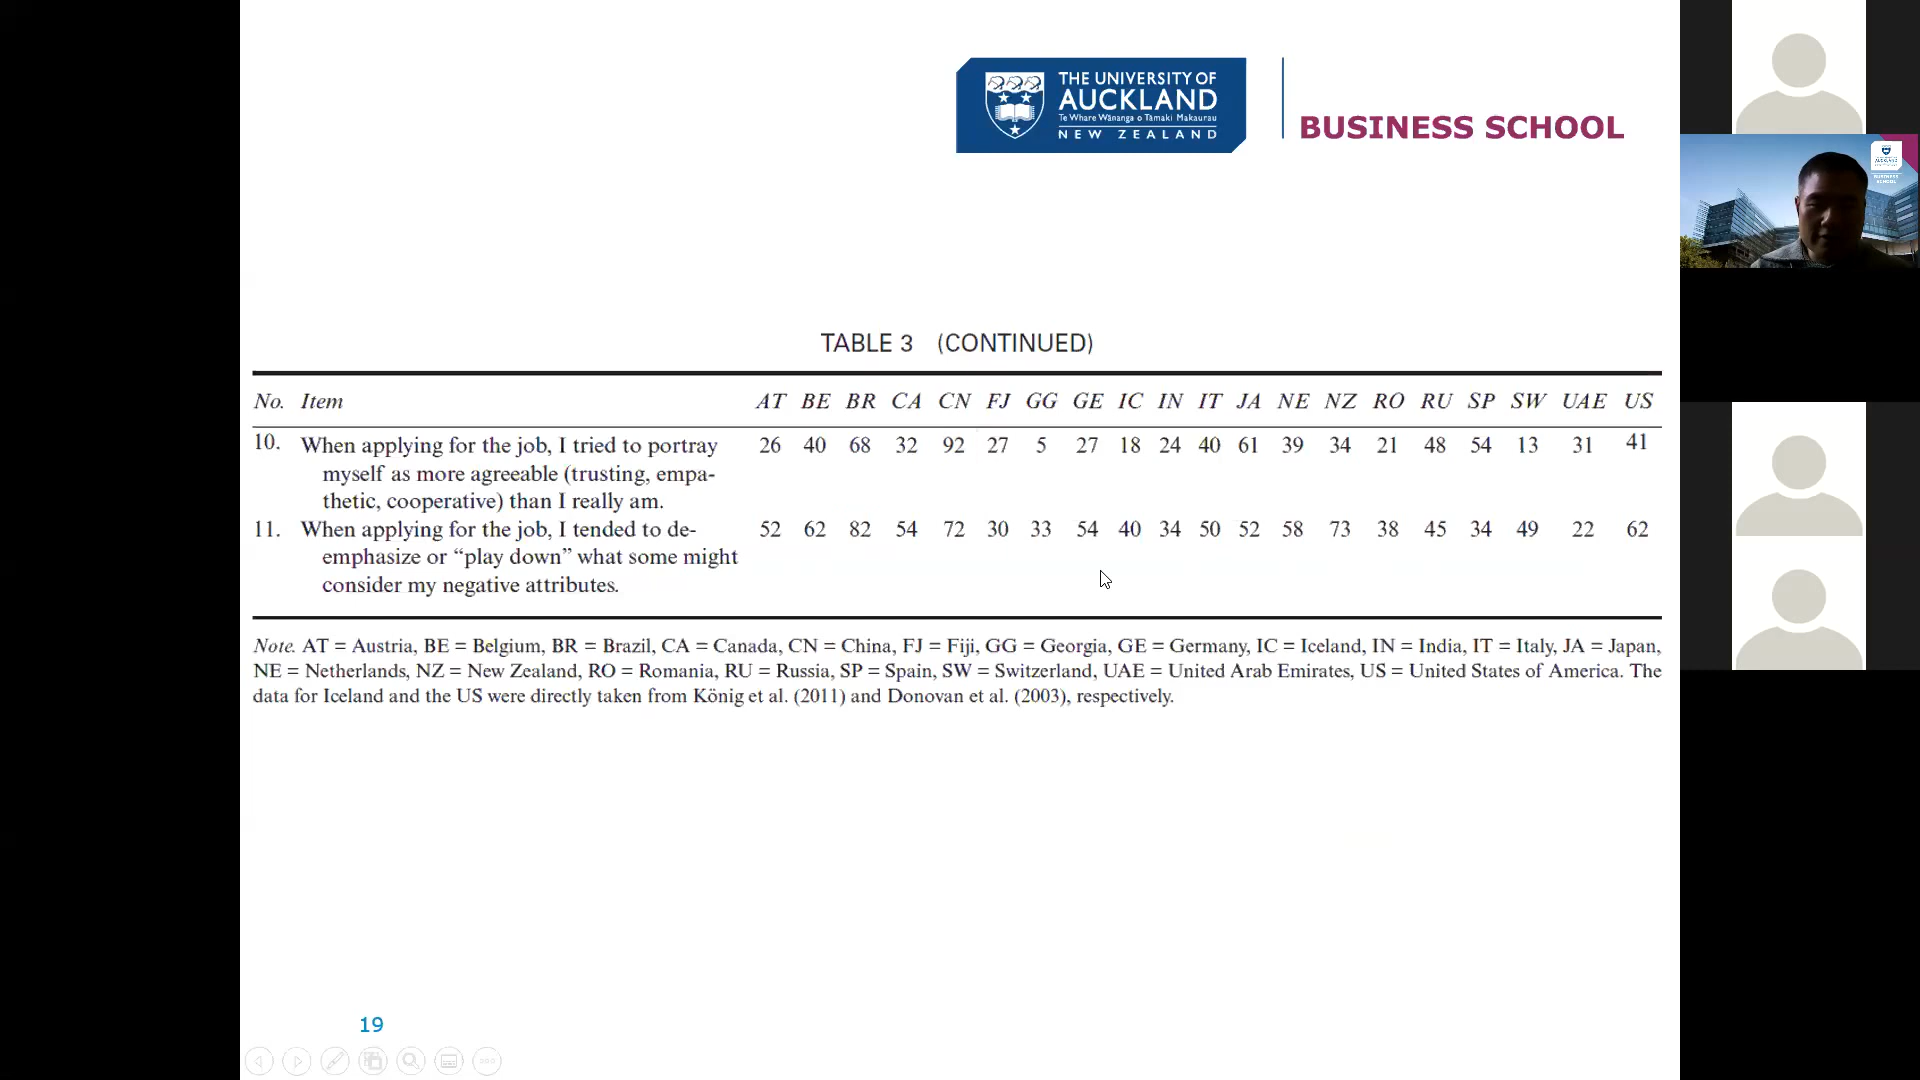 THE UNIVERSITY OF
AUCKLAND
Te Whare Wānanga o Tāmaki Makaurau
NEW ZEALAND
BUSINESS SCHOOL
AUCKLAND
BUSINESS
SCHOOL
TABLE 3 (CONTINUED)
No. Item AT BE BR CA CN FJ GG GE IC IN IT JA NE NZ RO RU SP SW UAE US
10. When applying for the job, I tried to portray 26 40 68 32 92 27 5 27 18 24 40 61 39 34 21 48 54 13 31 41
myself as more agreeable (trusting, empa-
thetic, cooperative) than I really am.
11. When applying for the job, I tended to de- 52 62 82 54 72 30 33 54 40 34 50 52 58 73 38 45 34 49 22 62
emphasize or “play down” what some might
consider my negative attributes.
Note. AT = Austria, BE = Belgium, BR = Brazil, CA = Canada, CN = China, FJ = Fiji, GG = Georgia, GE = Germany, IC = Iceland, IN = India, IT = Italy, JA = Japan,
NE = Netherlands, NZ = New Zealand, RO = Romania, RU = Russia, SP = Spain, SW = Switzerland, UAE = United Arab Emirates, US = United States of America. The
data for Iceland and the US were directly taken from König et al. (2011) and Donovan et al. (2003), respectively.
19